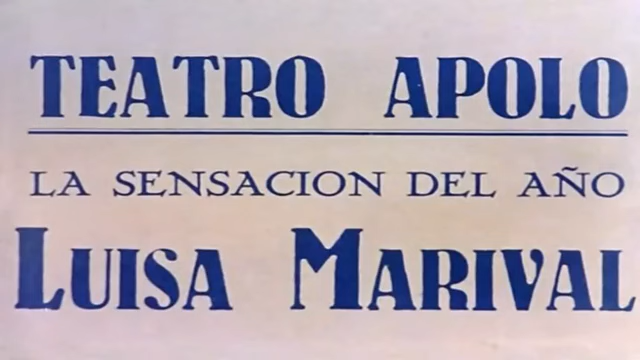 TEATRO APOLO
LA SENSACION DEL AÑO
LUISA MARIVAL